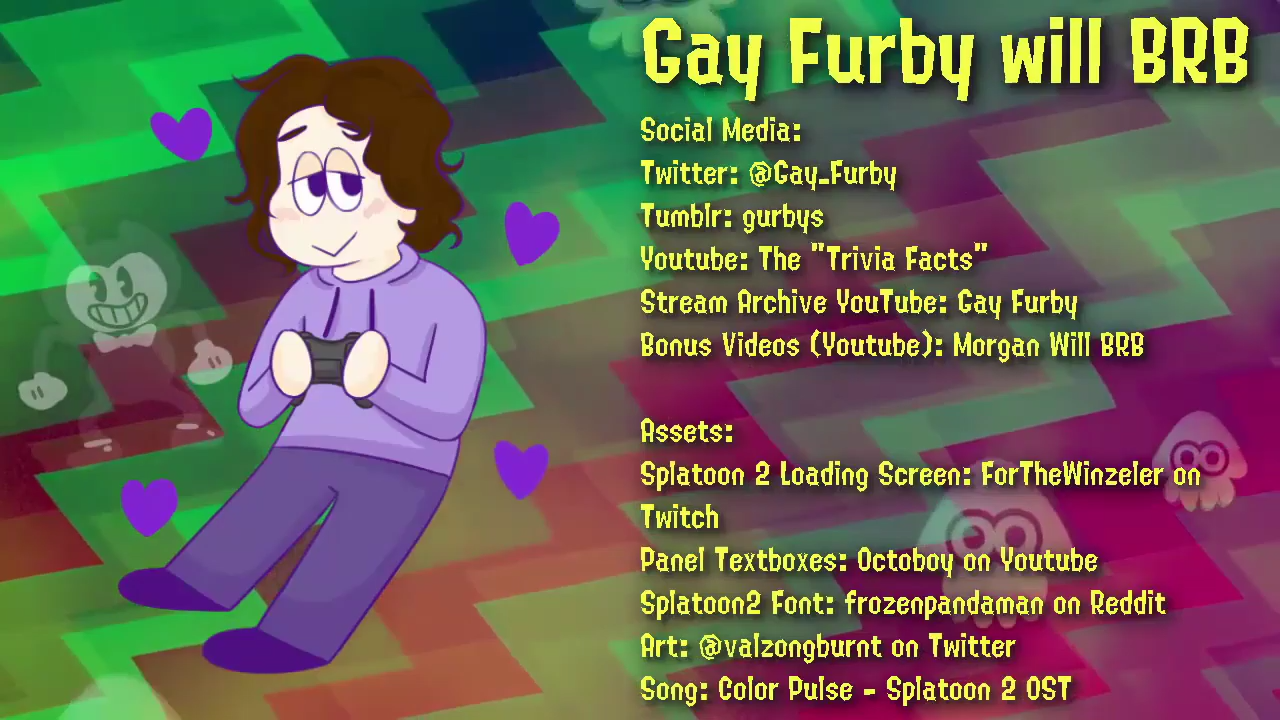 Gay Furby will BRB
Social Media:
Twitter: @Gay_Furby
Tumblr: gurbys
Youtube: The "Trivia Facts"
Stream Archive YouTube: Gay Furby
Bonus Videos (Youtube): Morgan Will BRB
Assets:
Splatoon 2 Loading Screen: ForTheWinzeler on
Twitch
Panel Textboxes: Octoboy on Youtube
Splatoon2 Font: frozenpandaman on Reddit
Art: @valzongburnt on Twitter
Song: Color Pulse - Splatoon 2 OST